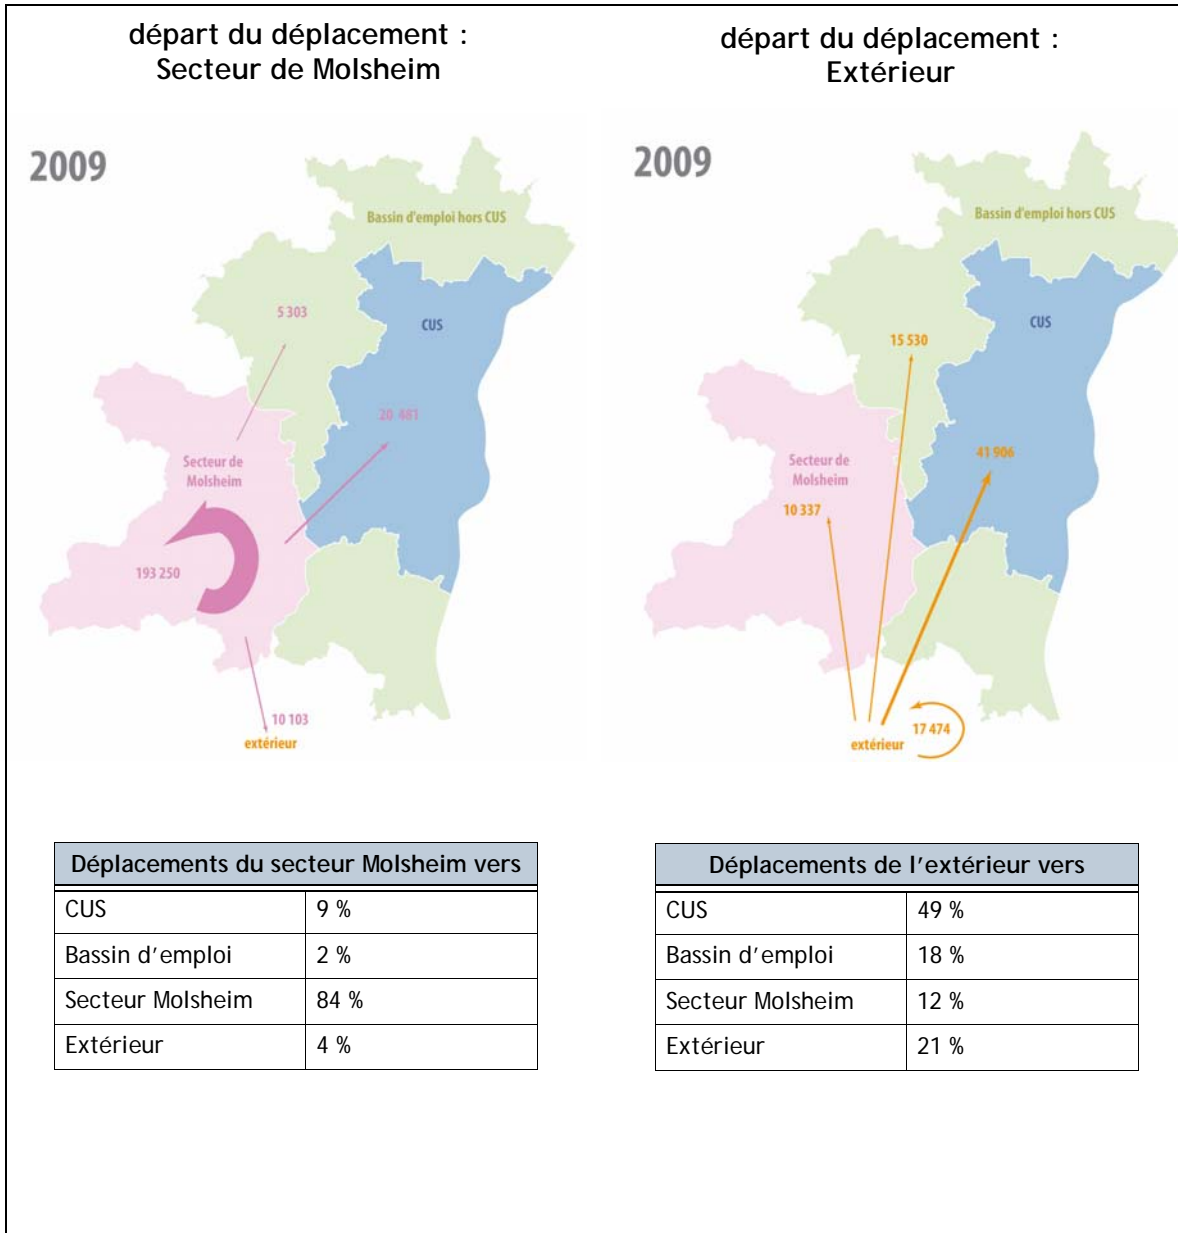 départ du déplacement :
Secteur de Molsheim
2009
Bassin d'emploi hors CUS
5 303
CUS
20 481
Secteur de
Molsheim
193 250
10 103
extérieur
Déplacements du secteur Molsheim vers
CUS 9 %
Bassin d'emploi 2 %
Secteur Molsheim 84 %
Extérieur 4 %
départ du déplacement :
Extérieur
2009
Bassin d'emploi hors CUS
CUS
15 530
41 906
Secteur de
Molsheim
10 337
17 474
extérieur
Déplacements de l'extérieur vers
CUS 49 %
Bassin d'emploi 18 %
Secteur Molsheim 12 %
Extérieur 21 %